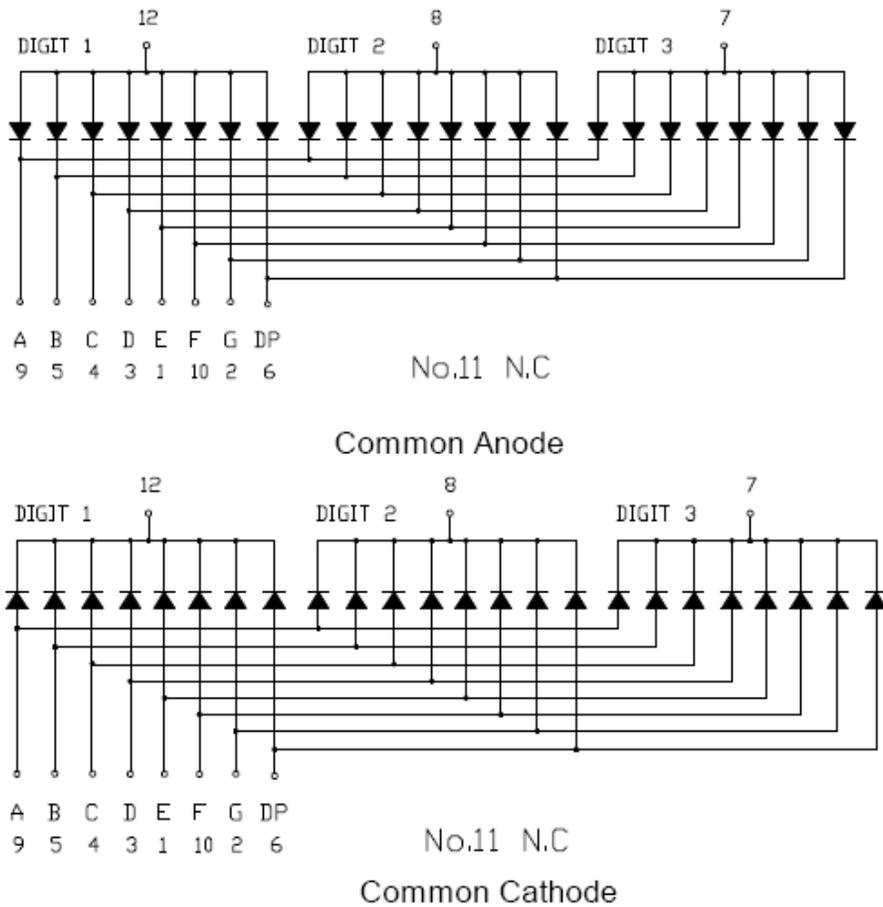 12 8 7
DIGIT 1 DIGIT 2 DIGIT 3
A B C D E F G DP
9 5 4 3 1 10 2 6
No.11 N.C
Common Anode
12 8 7
DIGIT 1 DIGIT 2 DIGIT 3
A B C D E F G DP
9 5 4 3 1 10 2 6
No.11 N.C
Common Cathode